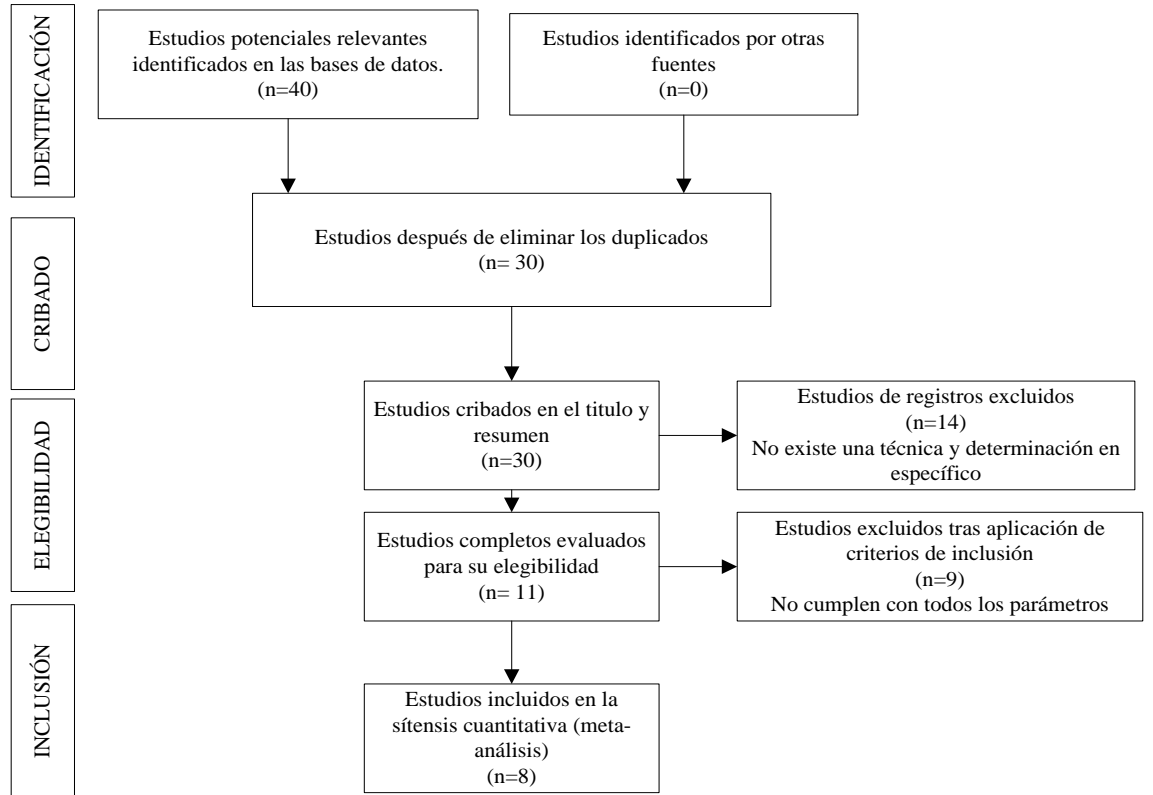 IDENTIFICACIÓN
Estudios potenciales relevantes
identificados en las bases de datos.
(n=40)
Estudios identificados por otras
fuentes
(n=0)
CRIBADO
Estudios después de eliminar los duplicados
(n= 30)
ELEGIBILIDAD
Estudios cribados en el titulo y
resumen
(n=30)
Estudios de registros excluidos
(n=14)
No existe una técnica y determinación en
específico
Estudios completos evaluados
para su elegibilidad
(n= 11)
Estudios excluidos tras aplicación de
criterios de inclusión
(n=9)
No cumplen con todos los parámetros
INCLUSIÓN
Estudios incluidos en la
sítensis cuantitativa (meta-
análisis)
(n=8)